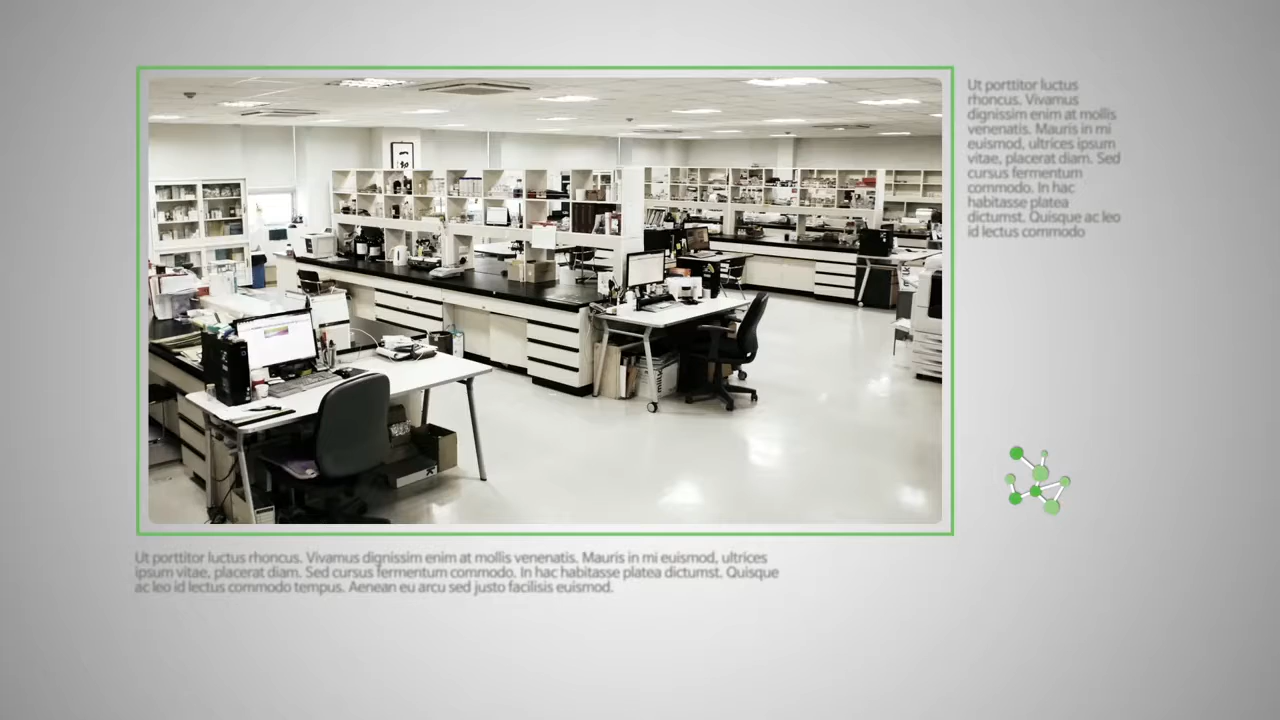 Ut porttitor luctus
rhoncus. Vivamus
dignissim enim at mollis
venenatis. Mauris in mi
euismod, ultrices ipsum
vitae, placerat diam. Sed
cursus fermentum
commodo. In hac
habitasse platea
dictumst. Quisque ac leo
id lectus commodo
Ut porttitor luctus rhoncus. Vivamus dignissim enim at mollis venenatis. Mauris in mi euismod, ultrices
ipsum vitae, placerat diam. Sed cursus fermentum commodo. In hac habitasse platea dictumst. Quisque
ac leo id lectus commodo tempus. Aenean eu arcu sed justo facilisis euismod.